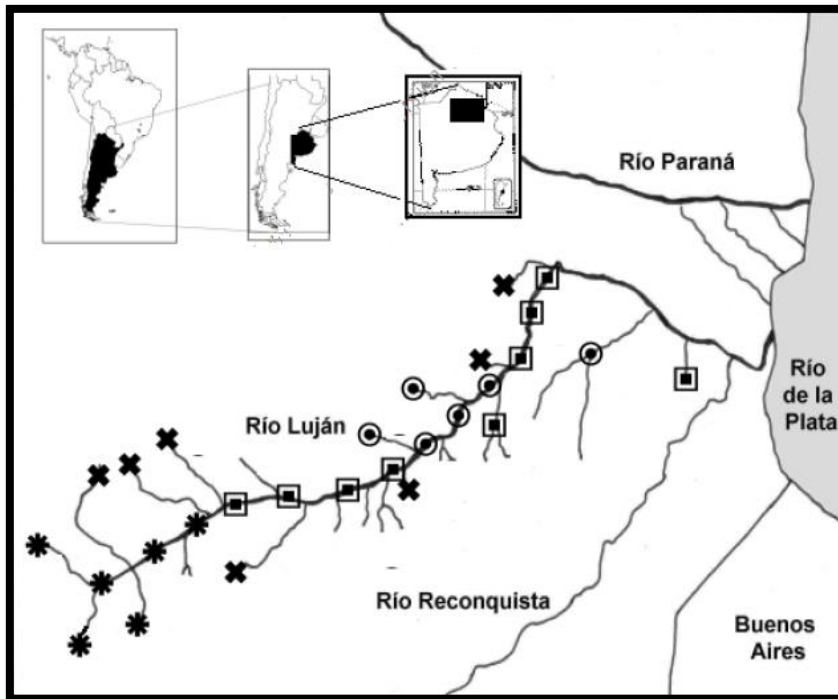 Río Paraná
Río
de la
Plata
Río Luján
Río Reconquista
Buenos
Aires